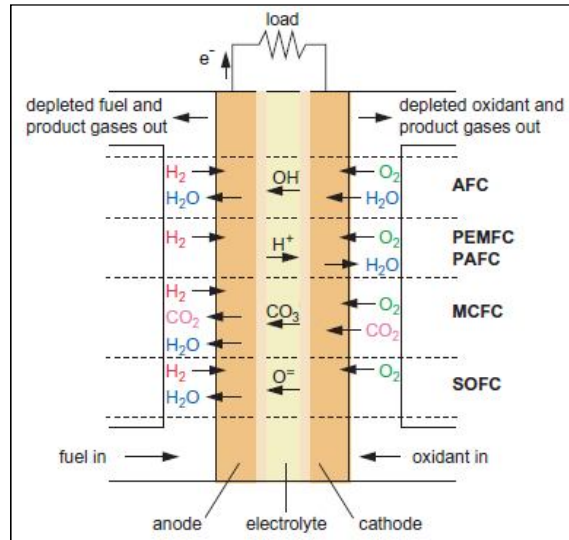 load
e⁻
depleted fuel and
product gases out
depleted oxidant and
product gases out
H₂
OH
O₂
H₂O
H₂O
AFC
H₂
H⁺
O₂
H₂O
PEMFC
PAFC
H₂
CO₂
H₂O
CO₃
O₂
CO₂
MCFC
H₂
H₂O
O⁼
O₂
SOFC
fuel in
oxidant in
anode
electrolyte
cathode